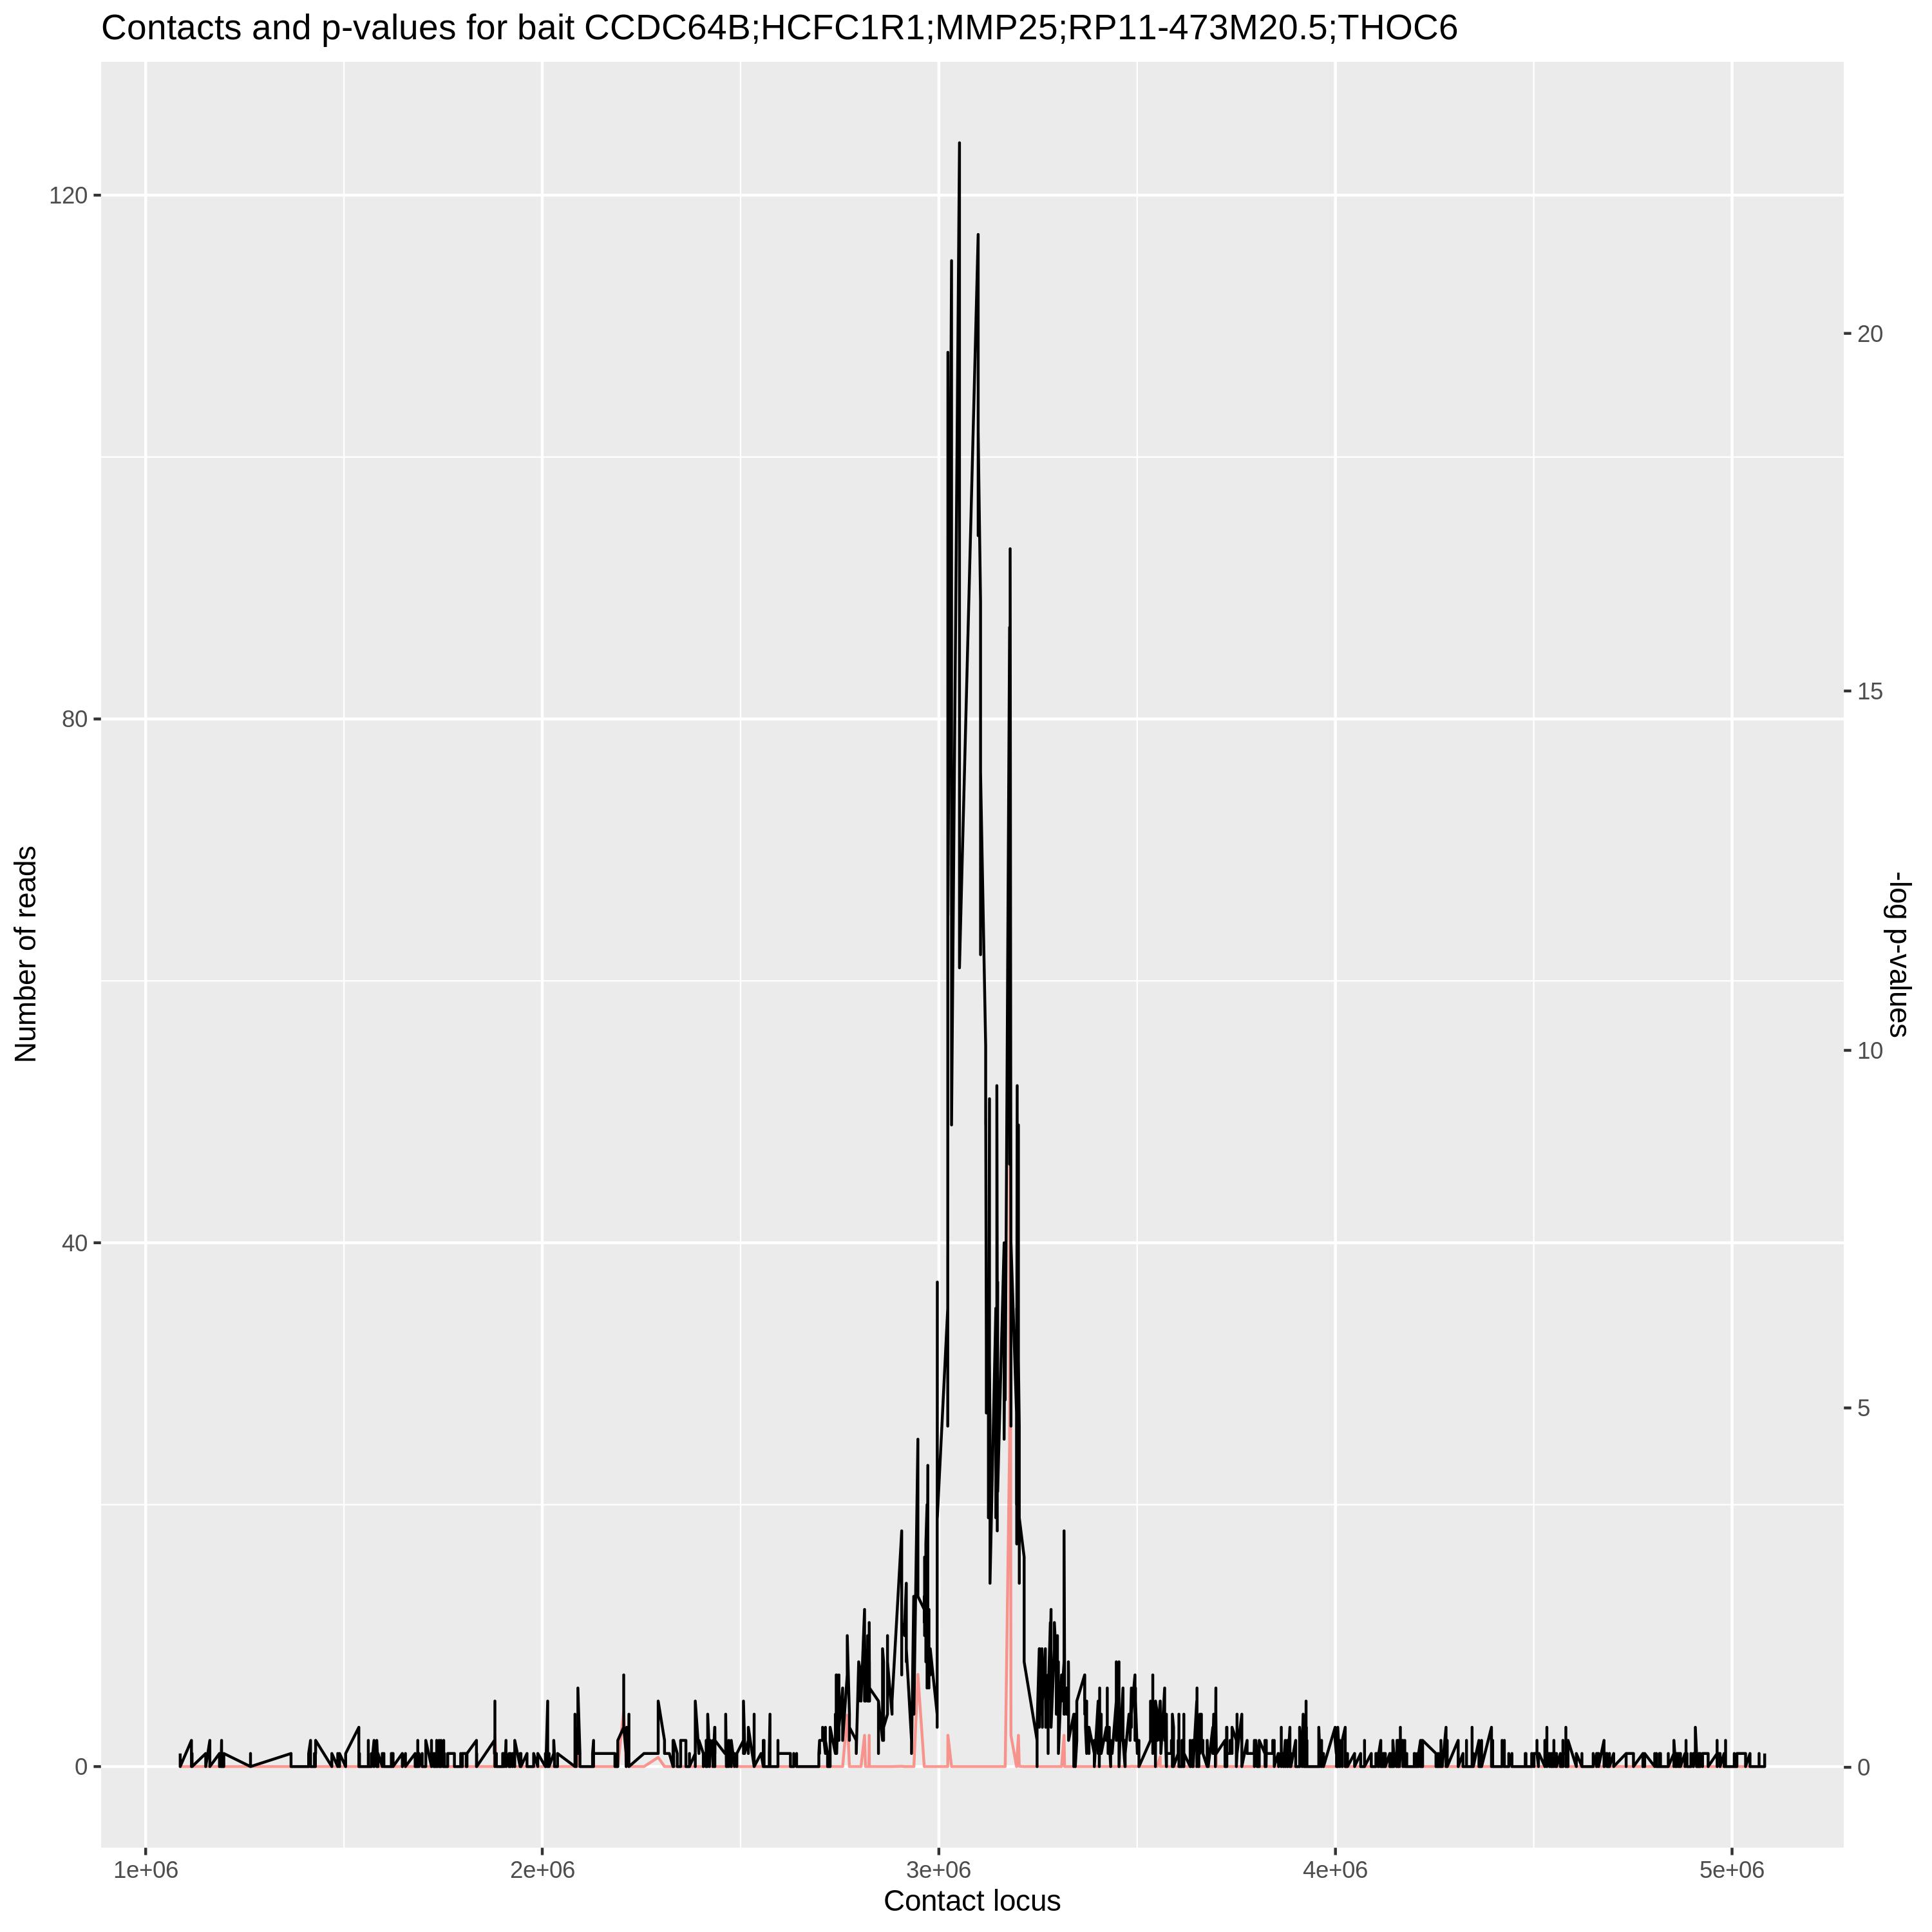 Contacts and p-values for bait CCDC64B;HCFC1R1;MMP25;RP11-473M20.5;THOC6
120
80
40
0
Number of reads
20
15
10
5
0
-log p-values
1e+06
2e+06
3e+06
4e+06
5e+06
Contact locus